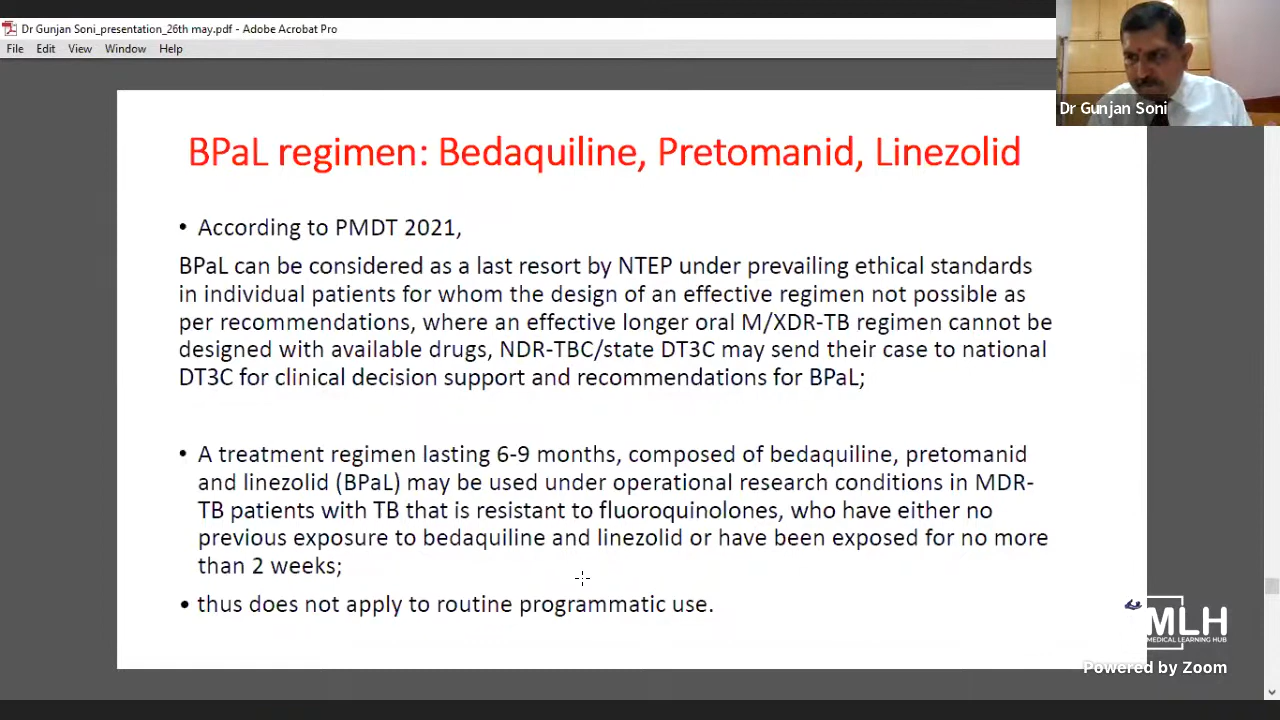 Dr Gunjan Soni_presentation_26th may.pdf - Adobe Acrobat Pro
File Edit View Window Help
Dr Gunjan Soni
BPaL regimen: Bedaquiline, Pretomanid, Linezolid
• According to PMDT 2021,
BPaL can be considered as a last resort by NTEP under prevailing ethical standards
in individual patients for whom the design of an effective regimen not possible as
per recommendations, where an effective longer oral M/XDR-TB regimen cannot be
designed with available drugs, NDR-TBC/state DT3C may send their case to national
DT3C for clinical decision support and recommendations for BPaL;
• A treatment regimen lasting 6-9 months, composed of bedaquiline, pretomanid
and linezolid (BPaL) may be used under operational research conditions in MDR-
TB patients with TB that is resistant to fluoroquinolones, who have either no
previous exposure to bedaquiline and linezolid or have been exposed for no more
than 2 weeks;
• thus does not apply to routine programmatic use.
MLH
MEDICAL LEARNING HUB
Powered by Zoom